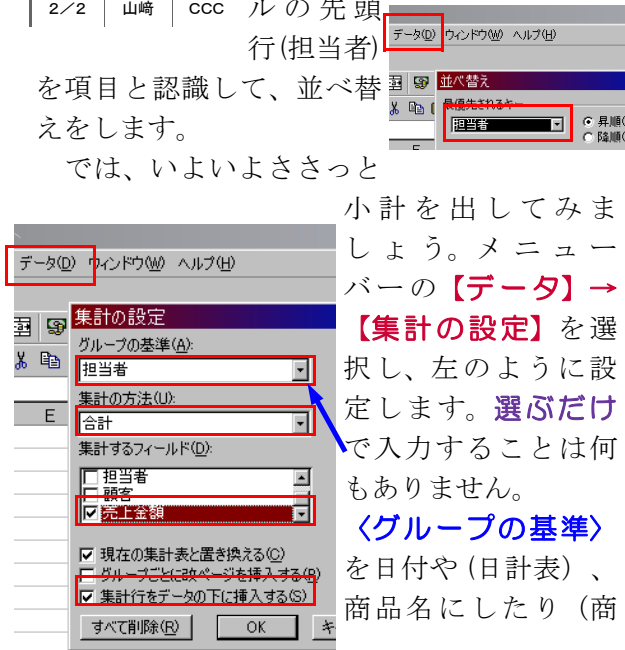 2／2 山﨑 CCC
ルの先頭
行(担当者)
を項目と認識して、並べ替
えをします。
では、いよいよささっと
データ(D) ウィンドウ(W) ヘルプ(H)
並べ替え
最優先されるキー
担当者
昇順(
降順(
小計を出してみま
しょう。メニュー
バーの【データ】→
【集計の設定】を選
択し、左のように設
定します。選ぶだけ
で入力することは何
もありません。
〈グループの基準〉
を日付や(日計表）、
商品名にしたり（商
データ(D) ウィンドウ(W) ヘルプ(H)
集計の設定
グループの基準(A):
担当者
集計の方法(U):
合計
E
集計するフィールド(D):
担当者
顧客
売上金額
現在の集計表と置き換える(C)
グループごとに改ページを挿入する(P)
集計行をデータの下に挿入する(S)
すべて削除(R) OK キ